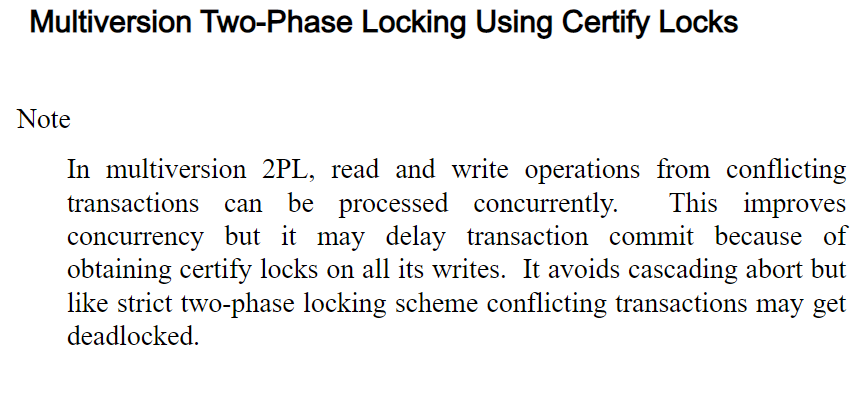 Multiversion Two-Phase Locking Using Certify Locks
Note
In multiversion 2PL, read and write operations from conflicting
transactions can be processed concurrently. This improves
concurrency but it may delay transaction commit because of
obtaining certify locks on all its writes. It avoids cascading abort but
like strict two-phase locking scheme conflicting transactions may get
deadlocked.